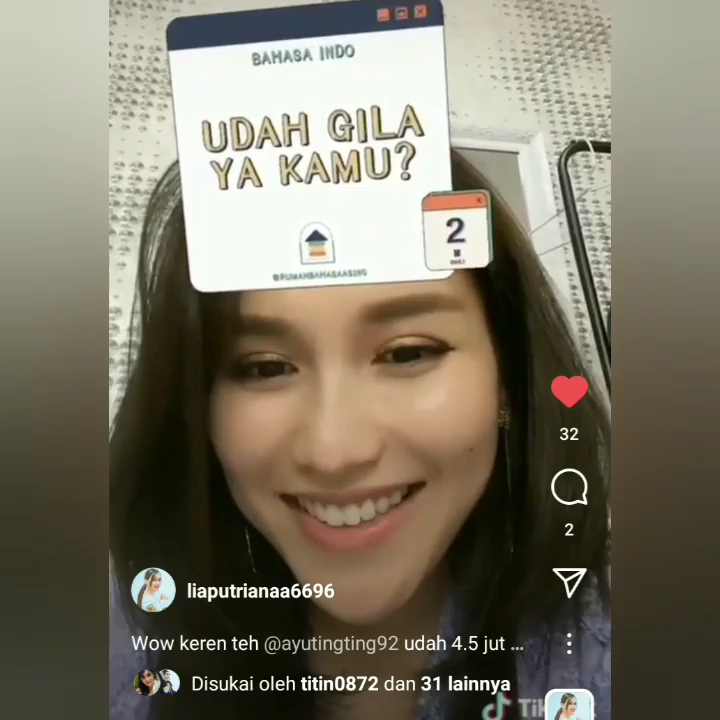 BAHASA INDO
UDAH GILA
YA KAMU?
2
@RUMAHBAHASAASING
32
2
liaputrianaa6696
Wow keren teh @ayutingting92 udah 4.5 jut ...
Disukai oleh titin0872 dan 31 lainnya